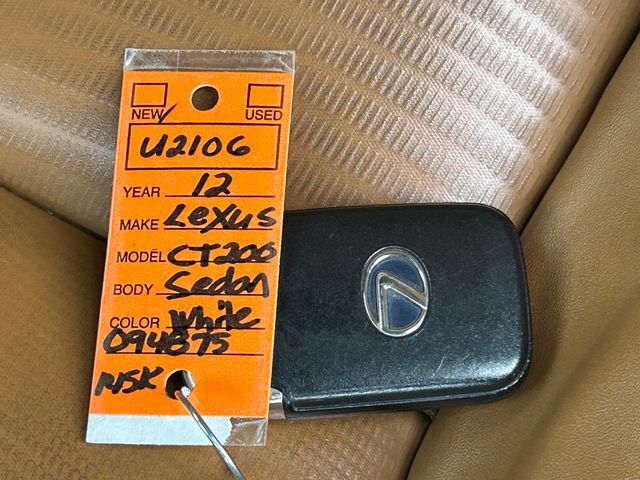 NEW USED
U2106
YEAR 12
MAKE Lexus
MODEL CT200
BODY Sedan
COLOR White
094875
NSK